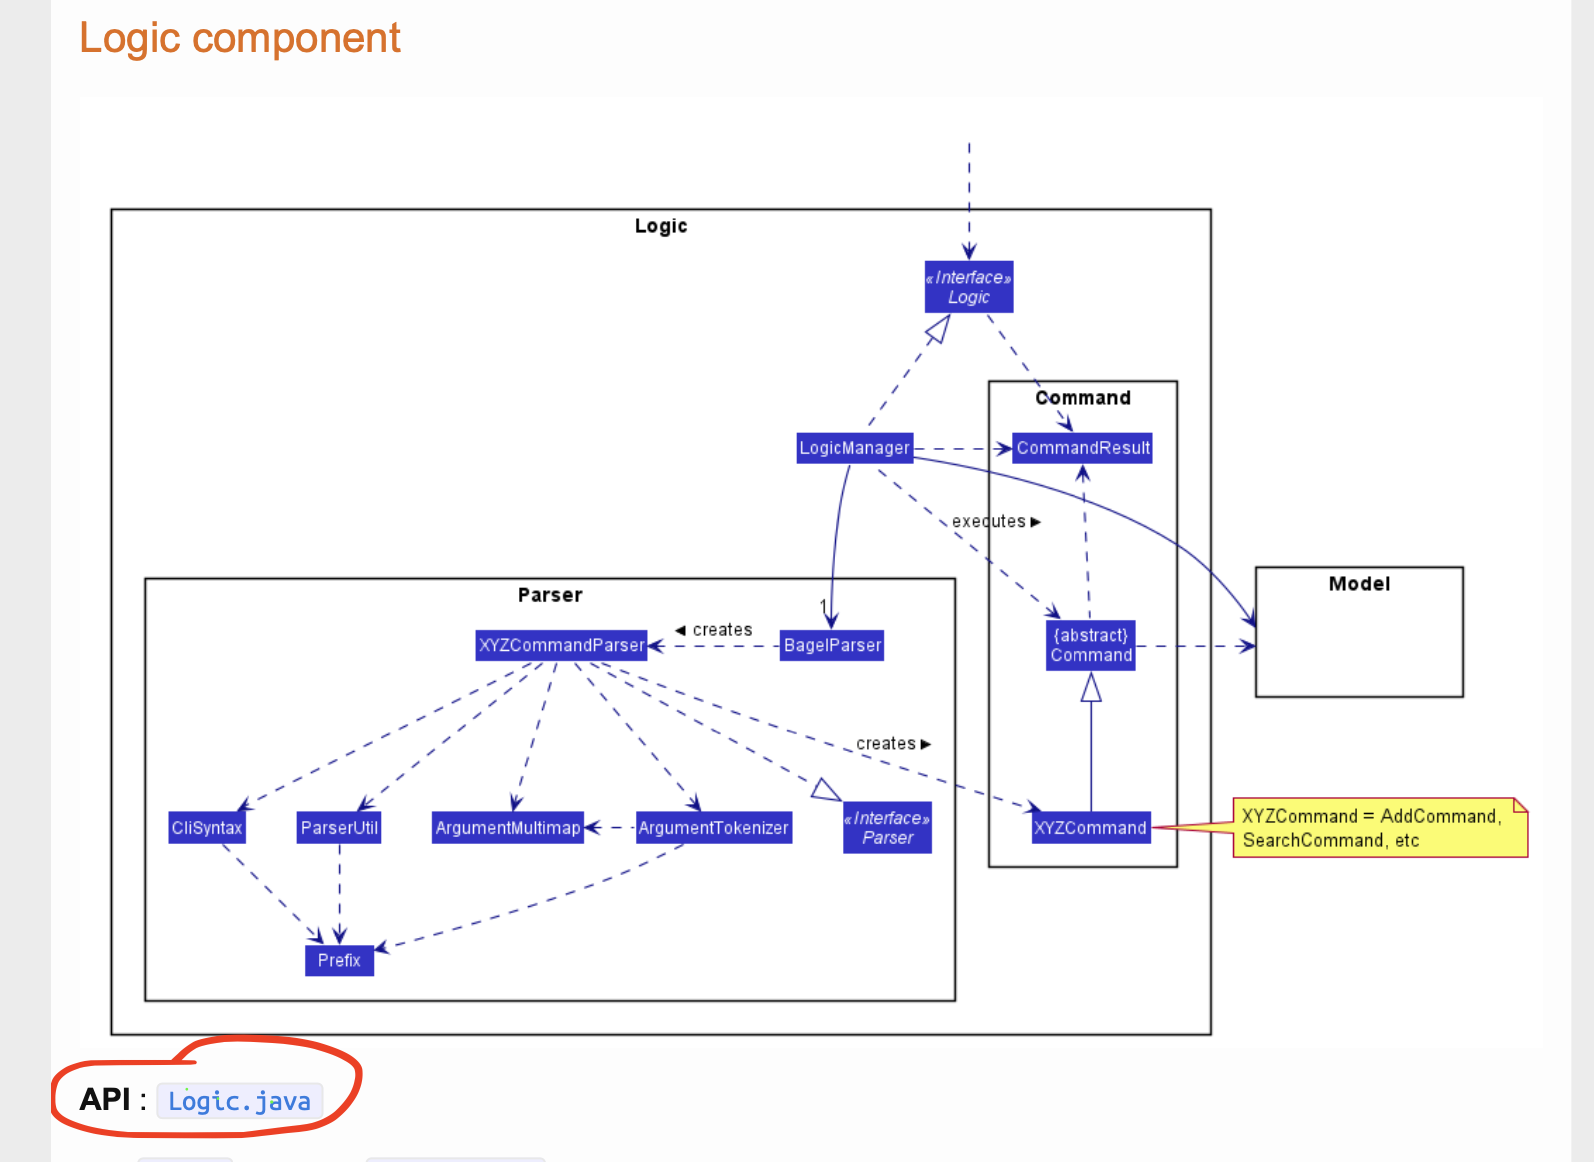 Logic component
Logic
«Interface»
Logic
Command
LogicManager
CommandResult
executes ►
Model
Parser
1
◄ creates
XYZCommandParser
BagelParser
{abstract}
Command
creates ►
CliSyntax
ParserUtil
ArgumentMultimap
ArgumentTokenizer
«Interface»
Parser
XYZCommand
XYZCommand = AddCommand,
SearchCommand, etc
Prefix
API : Logic.java